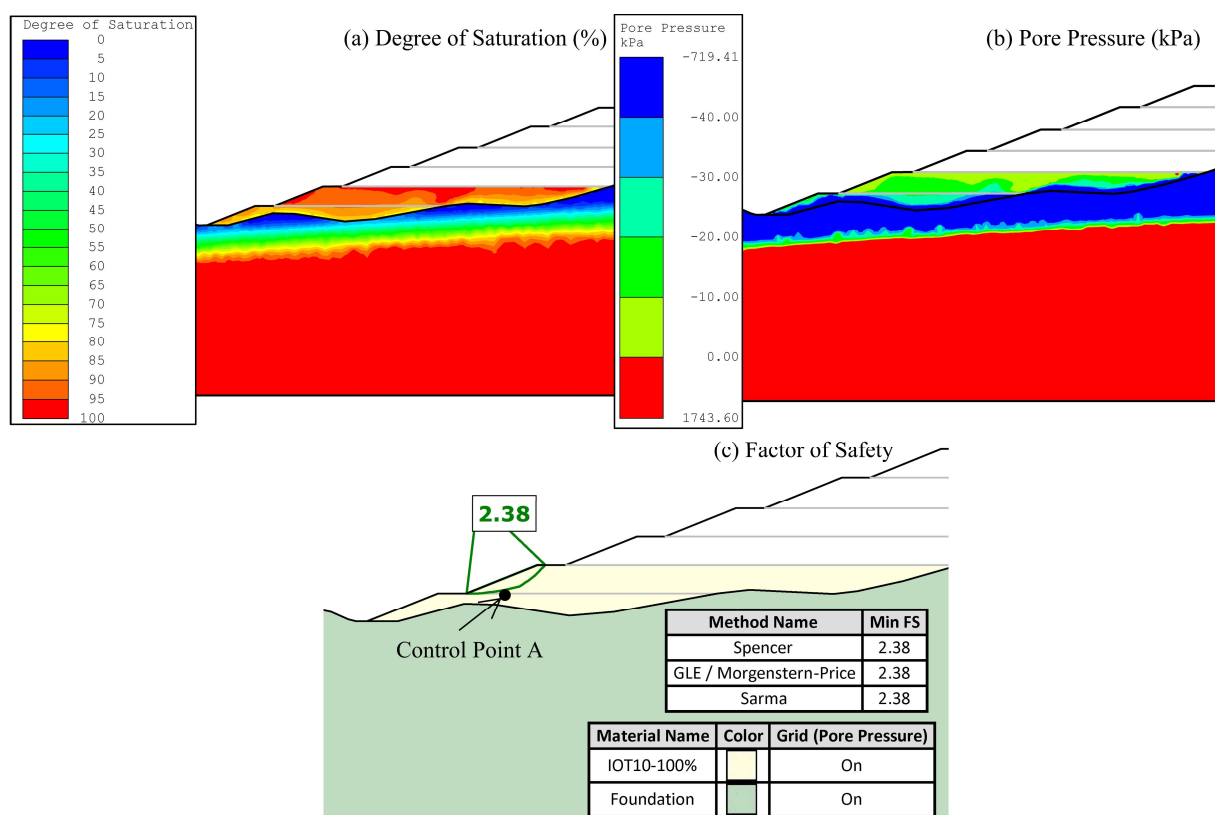 Degree of Saturation
0
5
10
15
20
25
30
35
40
45
50
55
60
65
70
75
80
85
90
95
100
(a) Degree of Saturation (%)
Pore Pressure
kPa
-719.41
-40.00
-30.00
-20.00
-10.00
0.00
1743.60
(b) Pore Pressure (kPa)
(c) Factor of Safety
2.38
Control Point A
Method Name Min FS
Spencer 2.38
GLE / Morgenstern-Price 2.38
Sarma 2.38
Material Name Color Grid (Pore Pressure)
IOT10-100% On
Foundation On